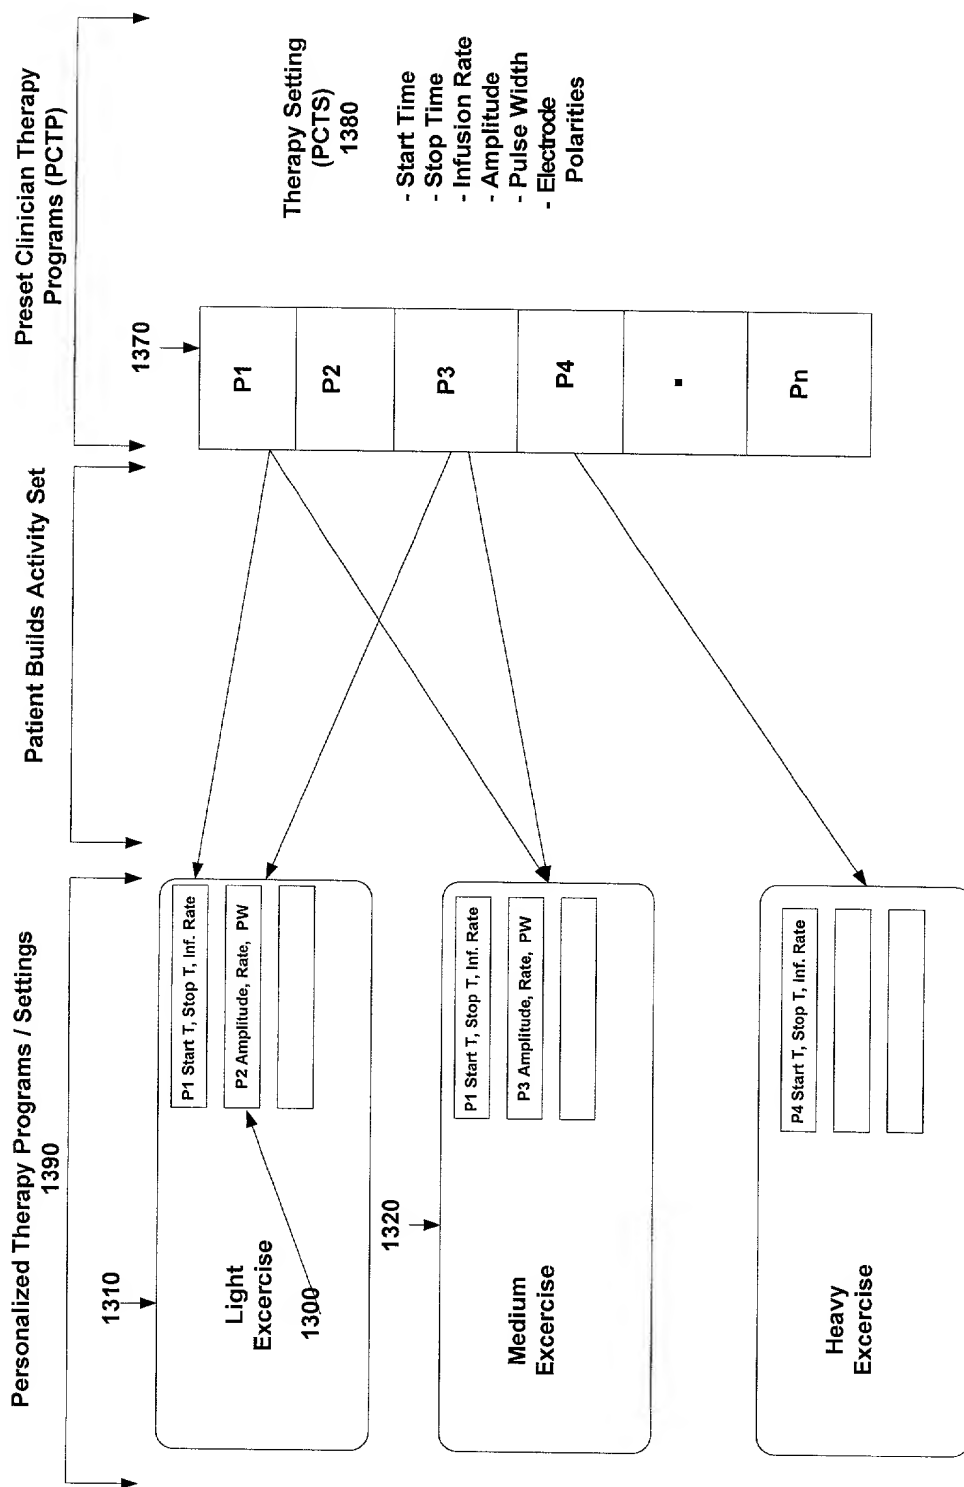 Personalized Therapy Programs / Settings
1390
Patient Builds Activity Set
Preset Clinician Therapy
Programs (PCTP)
1310
Light
Excercise
1300
P1 Start T, Stop T, Inf. Rate
P2 Amplitude, Rate, PW
1320
Medium
Excercise
P1 Start T, Stop T, Inf. Rate
P3 Amplitude, Rate, PW
Heavy
Excercise
P4 Start T, Stop T, Inf. Rate
1370
P1
P2
P3
P4
.
Pn
Therapy Setting
(PCTS)
1380
- Start Time
- Stop Time
- Infusion Rate
- Amplitude
- Pulse Width
- Electrode
Polarities